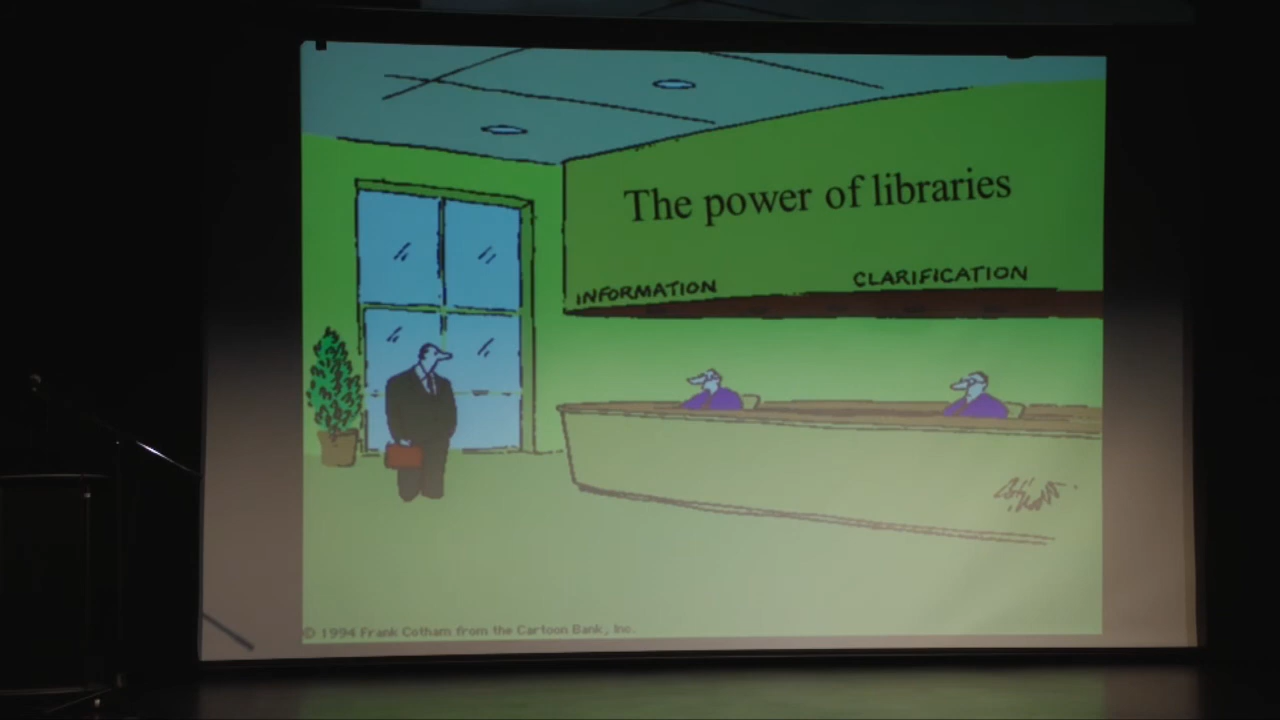 The power of libraries
INFORMATION
CLARIFICATION
© 1994 Frank Cotham from the Cartoon Bank, Inc.